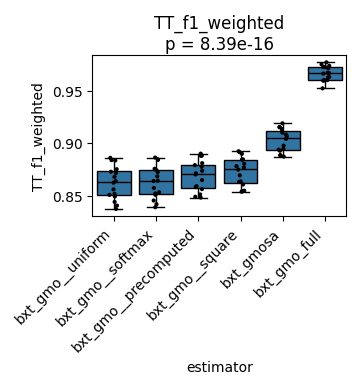 TT_f1_weighted
p = 8.39e-16
TT_f1_weighted
0.95
0.90
0.85
bxt_gmo__uniform
bxt_gmo__softmax
bxt_gmo__precomputed
bxt_gmo__square
bxt_gmosa
bxt_gmo_full
estimator